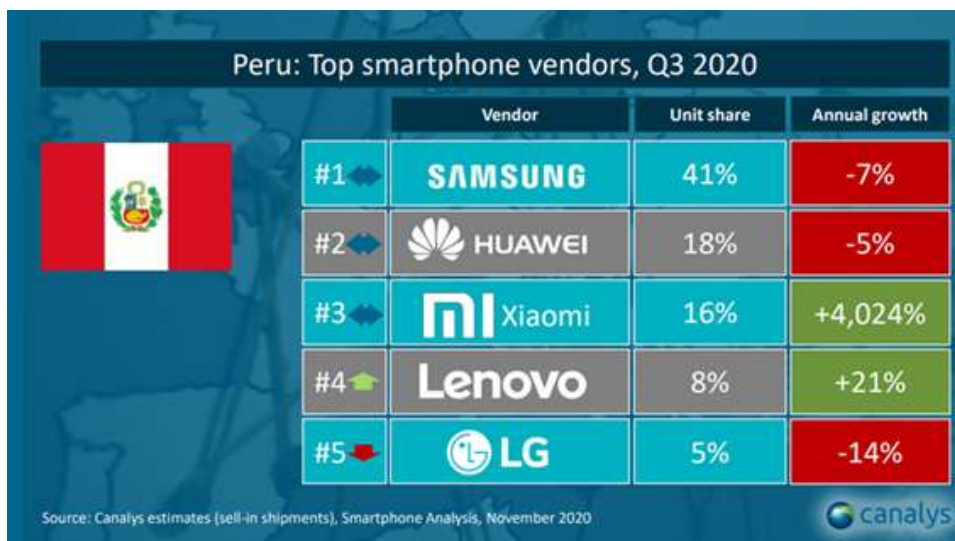 Peru: Top smartphone vendors, Q3 2020
Vendor Unit share Annual growth
#1 SAMSUNG 41% -7%
#2 HUAWEI 18% -5%
#3 MI Xiaomi 16% +4,024%
#4 Lenovo 8% +21%
#5 LG LG 5% -14%
Source: Canalys estimates (sell-in shipments), Smartphone Analysis, November 2020
canalys